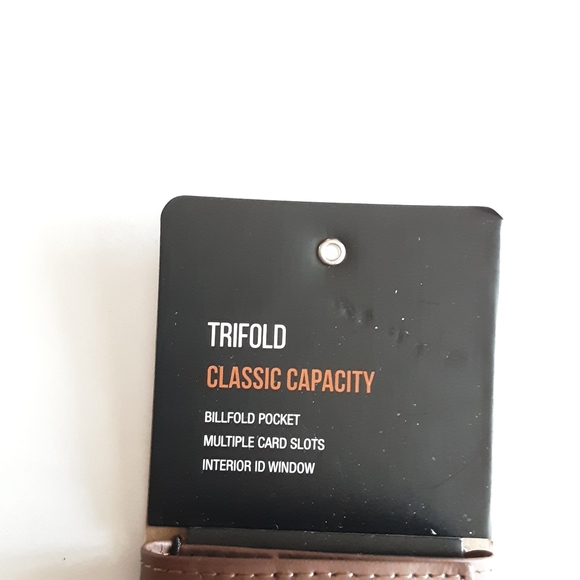 TRIFOLD
CLASSIC CAPACITY
BILLFOLD POCKET
MULTIPLE CARD SLOTS
INTERIOR ID WINDOW